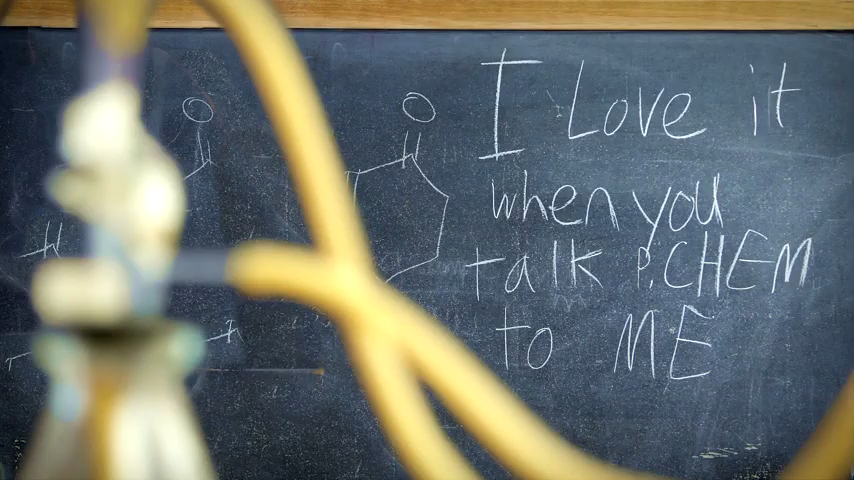 I Love it
when you
talk P.CHEM
to ME
O
O